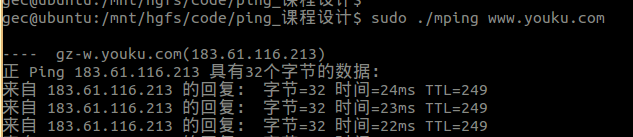 gec@ubuntu:/mnt/hgfs/code/ping_课程设计$
gec@ubuntu:/mnt/hgfs/code/ping_课程设计$ sudo ./mping www.youku.com
---- gz-w.youku.com(183.61.116.213)
正 Ping 183.61.116.213 具有32个字节的数据:
来自 183.61.116.213 的回复: 字节=32 时间=24ms TTL=249
来自 183.61.116.213 的回复: 字节=32 时间=23ms TTL=249
来自 183.61.116.213 的回复: 字节=32 时间=22ms TTL=249